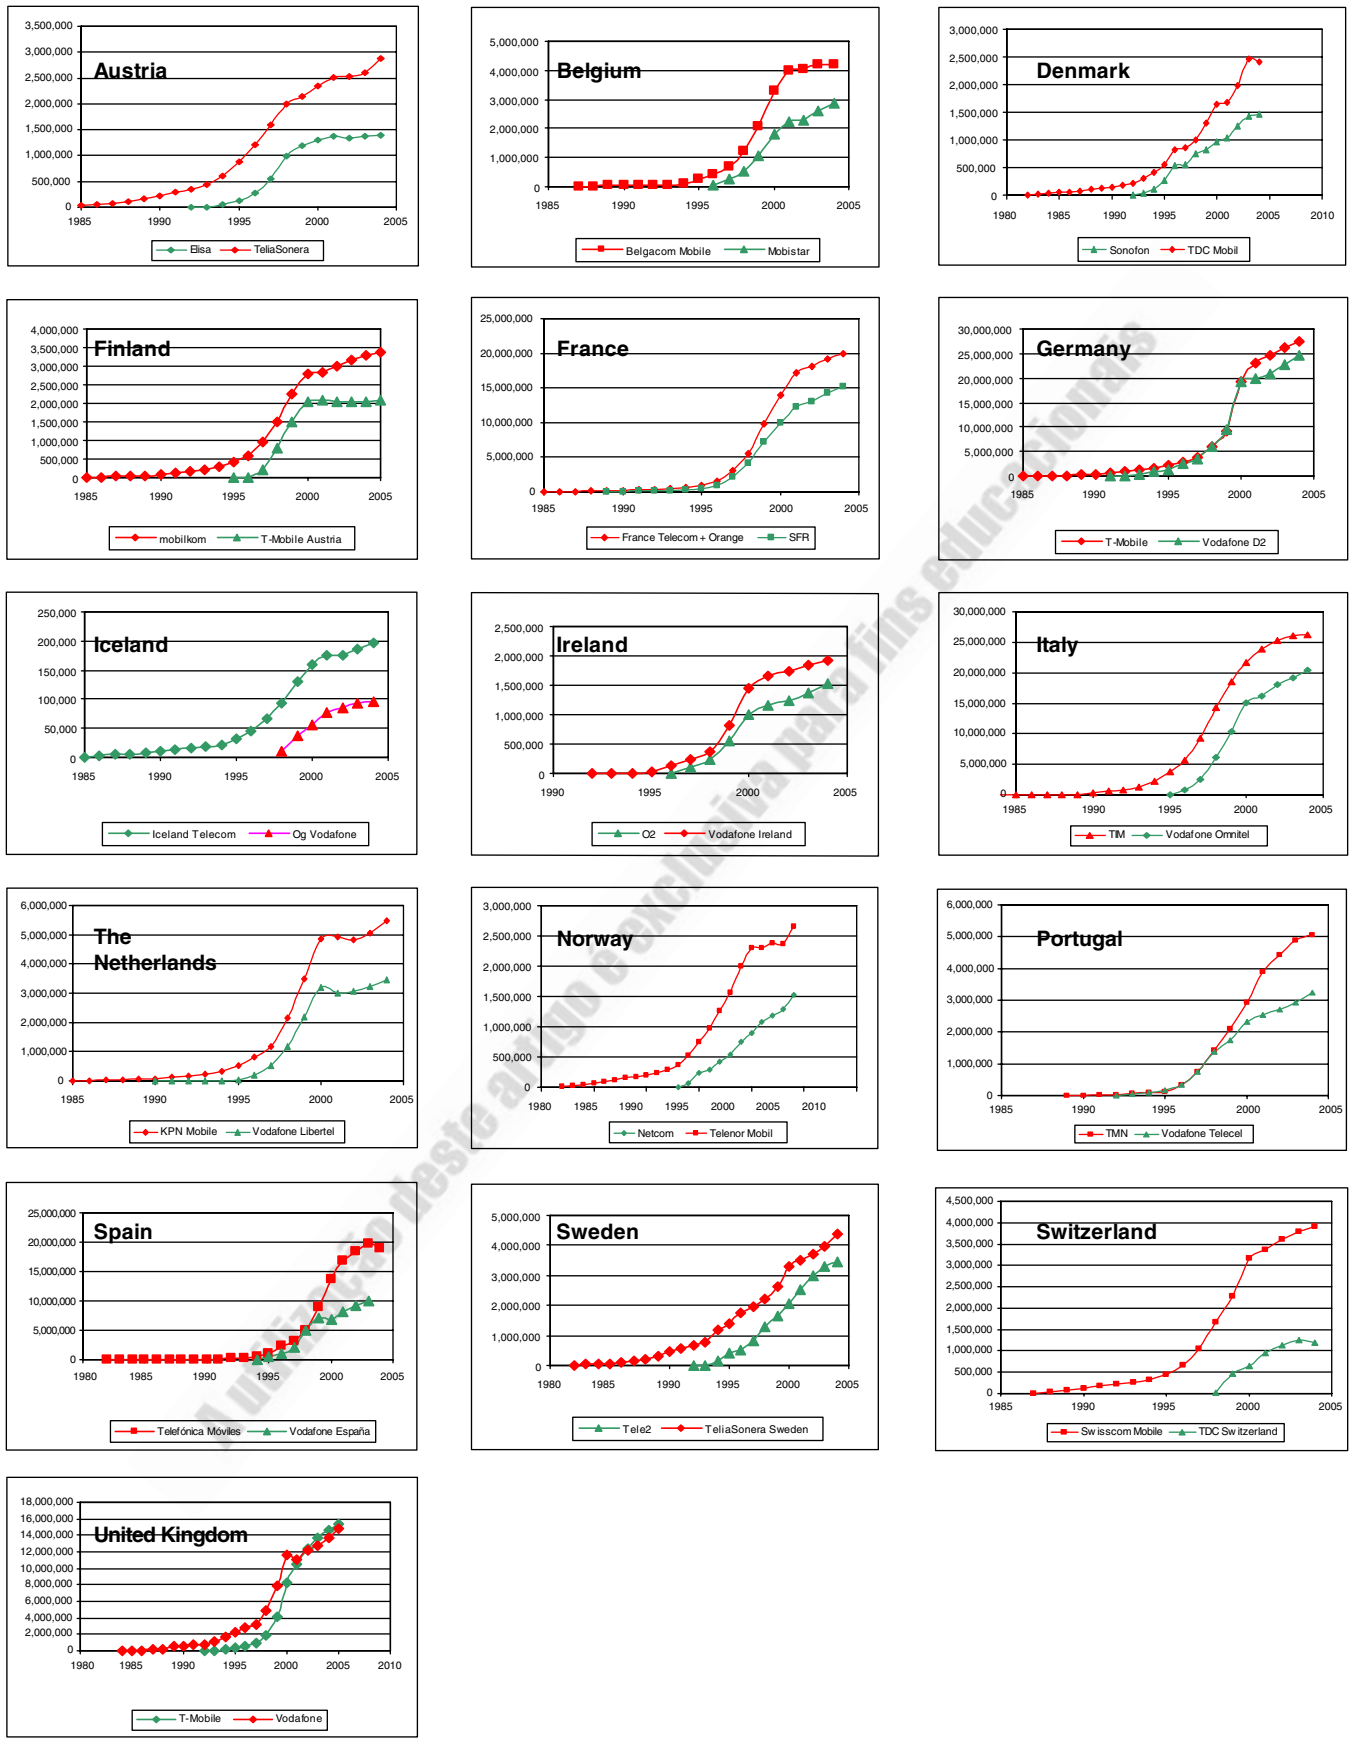 3,500,000
3,000,000
2,500,000
2,000,000
1,500,000
1,000,000
500,000
0
1985 1990 1995 2000 2005
Austria
Elisa TeliaSonera
5,000,000
4,000,000
3,000,000
2,000,000
1,000,000
0
1985 1990 1995 2000 2005
Belgium
Belgacom Mobile Mobistar
3,000,000
2,500,000
2,000,000
1,500,000
1,000,000
500,000
0
1980 1985 1990 1995 2000 2005 2010
Denmark
Sonofon TDC Mobil
4,000,000
3,500,000
3,000,000
2,500,000
2,000,000
1,500,000
1,000,000
500,000
0
1985 1990 1995 2000 2005
Finland
mobilkom T-Mobile Austria
25,000,000
20,000,000
15,000,000
10,000,000
5,000,000
0
1985 1990 1995 2000 2005
France
France Telecom + Orange SFR
30,000,000
25,000,000
20,000,000
15,000,000
10,000,000
5,000,000
0
1985 1990 1995 2000 2005
Germany
T-Mobile Vodafone D2
250,000
200,000
150,000
100,000
50,000
0
1985 1990 1995 2000 2005
Iceland
Iceland Telecom Og Vodafone
2,500,000
2,000,000
1,500,000
1,000,000
500,000
0
1990 1995 2000 2005
Ireland
O2 Vodafone Ireland
30,000,000
25,000,000
20,000,000
15,000,000
10,000,000
5,000,000
0
1985 1990 1995 2000 2005
Italy
TIM Vodafone Omnitel
6,000,000
5,000,000
4,000,000
3,000,000
2,000,000
1,000,000
0
1985 1990 1995 2000 2005
The
Netherlands
KPN Mobile Vodafone Libertel
3,000,000
2,500,000
2,000,000
1,500,000
1,000,000
500,000
0
1980 1985 1990 1995 2000 2005 2010
Norway
Netcom Telenor Mobil
6,000,000
5,000,000
4,000,000
3,000,000
2,000,000
1,000,000
0
1985 1990 1995 2000 2005
Portugal
TMN Vodafone Telecel
25,000,000
20,000,000
15,000,000
10,000,000
5,000,000
0
1980 1985 1990 1995 2000 2005
Spain
Telefónica Móviles Vodafone España
5,000,000
4,000,000
3,000,000
2,000,000
1,000,000
0
1980 1985 1990 1995 2000 2005
Sweden
Tele2 TeliaSonera Sweden
4,500,000
4,000,000
3,500,000
3,000,000
2,500,000
2,000,000
1,500,000
1,000,000
500,000
0
1985 1990 1995 2000 2005
Switzerland
Swisscom Mobile TDC Switzerland
18,000,000
16,000,000
14,000,000
12,000,000
10,000,000
8,000,000
6,000,000
4,000,000
2,000,000
0
1980 1985 1990 1995 2000 2005 2010
United Kingdom
T-Mobile Vodafone
A utilização deste artigo é exclusiva para fins educacionais